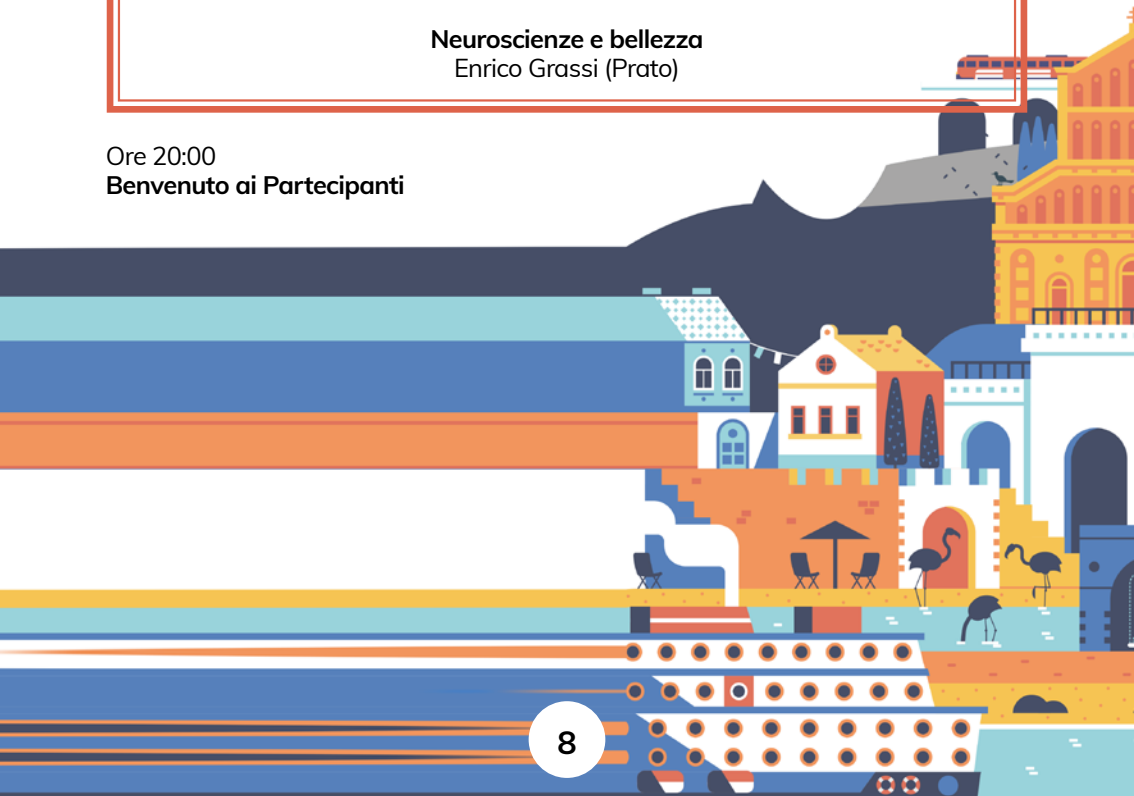 Neuroscienze e bellezza
Enrico Grassi (Prato)
Ore 20:00
Benvenuto ai Partecipanti
8